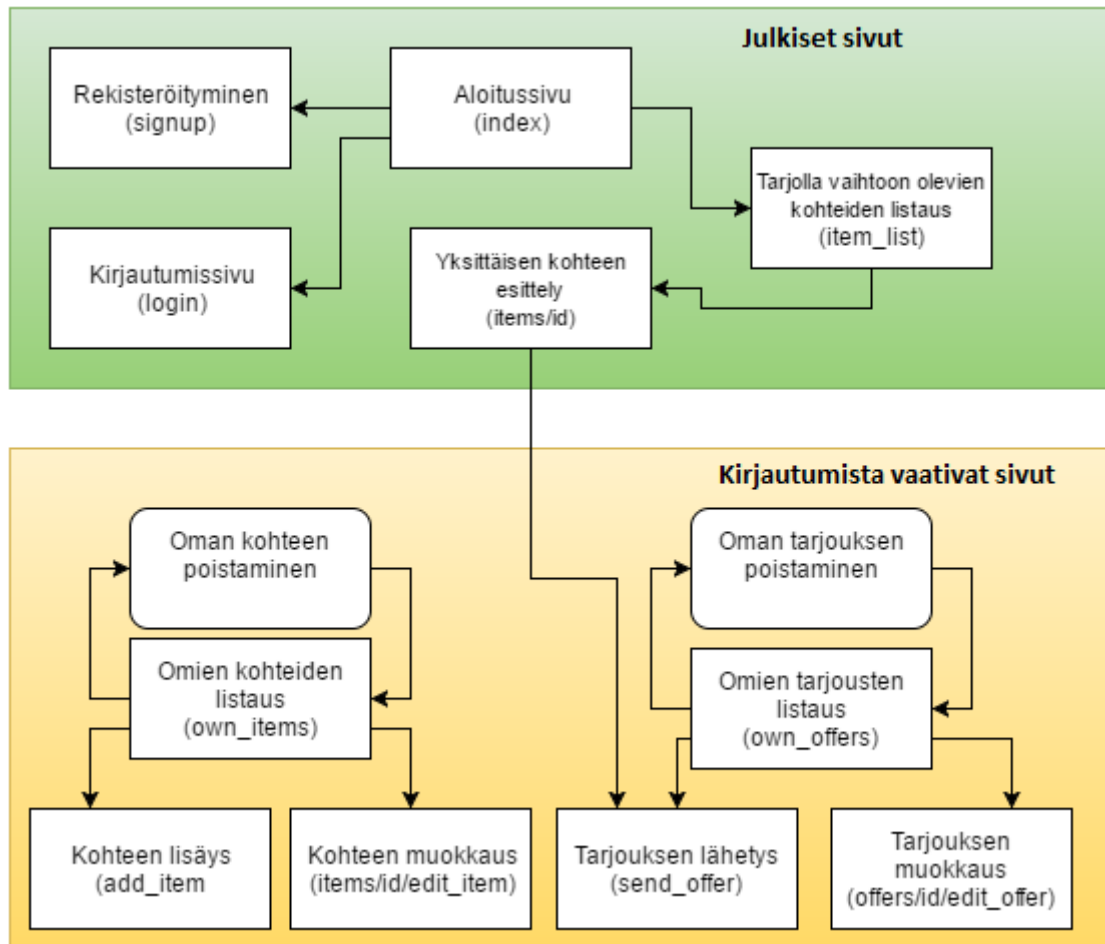 Julkiset sivut
Rekisteröityminen
(signup)
Aloitussivu
(index)
Tarjolla vaihtoon olevien
kohteiden listaus
(item_list)
Kirjautumissivu
(login)
Yksittäisen kohteen
esittely
(items/id)
Kirjautumista vaativat sivut
Oman kohteen
poistaminen
Oman tarjouksen
poistaminen
Omien kohteiden
listaus
(own_items)
Omien tarjousten
listaus
(own_offers)
Kohteen lisäys
(add_item
Kohteen muokkaus
(items/id/edit_item)
Tarjouksen lähetys
(send_offer)
Tarjouksen
muokkaus
(offers/id/edit_offer)